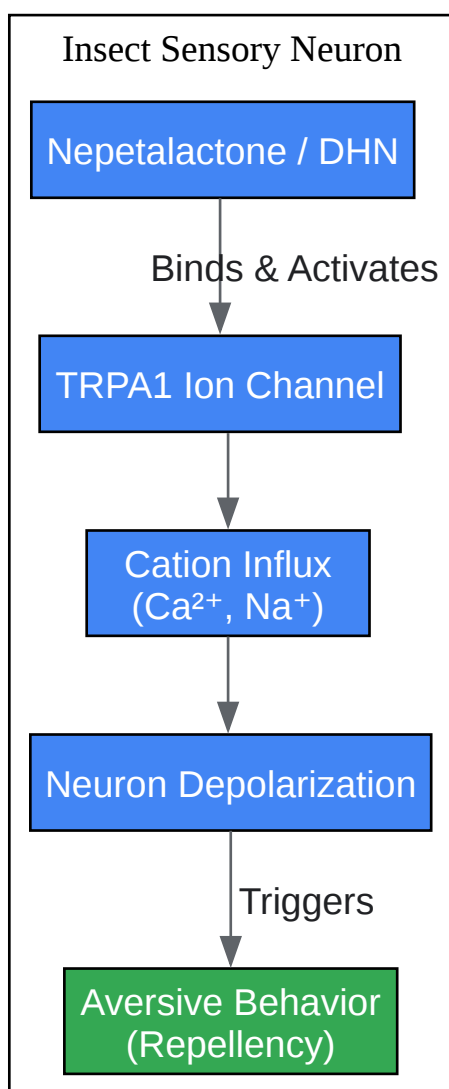 Insect Sensory Neuron
Nepetalactone / DHN
Binds & Activates
TRPA1 Ion Channel
Cation Influx
(Ca²⁺, Na⁺)
Neuron Depolarization
Triggers
Aversive Behavior
(Repellency)